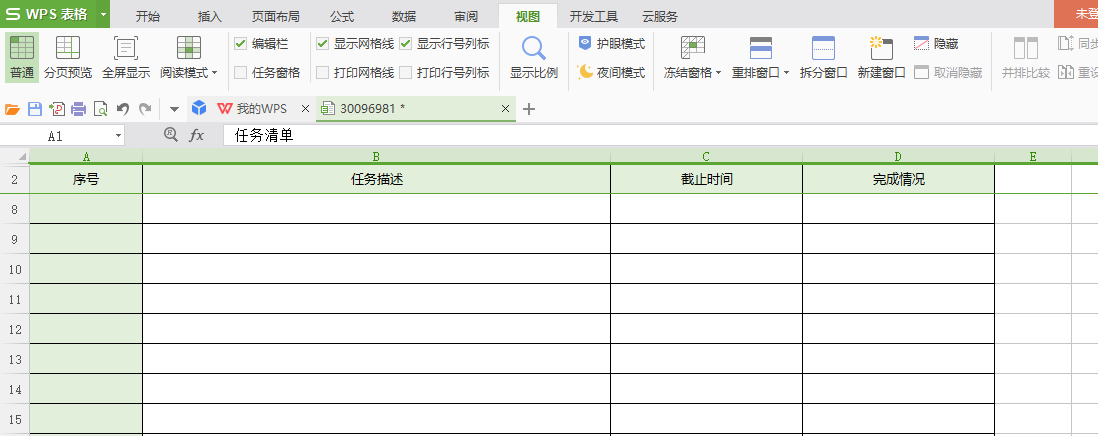 S WPS 表格 开始 插入 页面布局 公式 数据 审阅 视图 开发工具 云服务 未登
编辑栏 显示网格线 显示行号列标 护眼模式 隐藏 同步
普通 分页预览 全屏显示 阅读模式 任务窗格 打印网格线 打印行号列标 显示比例 夜间模式 冻结窗格 重排窗口 拆分窗口 新建窗口 取消隐藏 并排比较 重设
我的WPS 30096981 *
A1 fx 任务清单
A B C D E
2 序号 任务描述 截止时间 完成情况
8
9
10
11
12
13
14
15